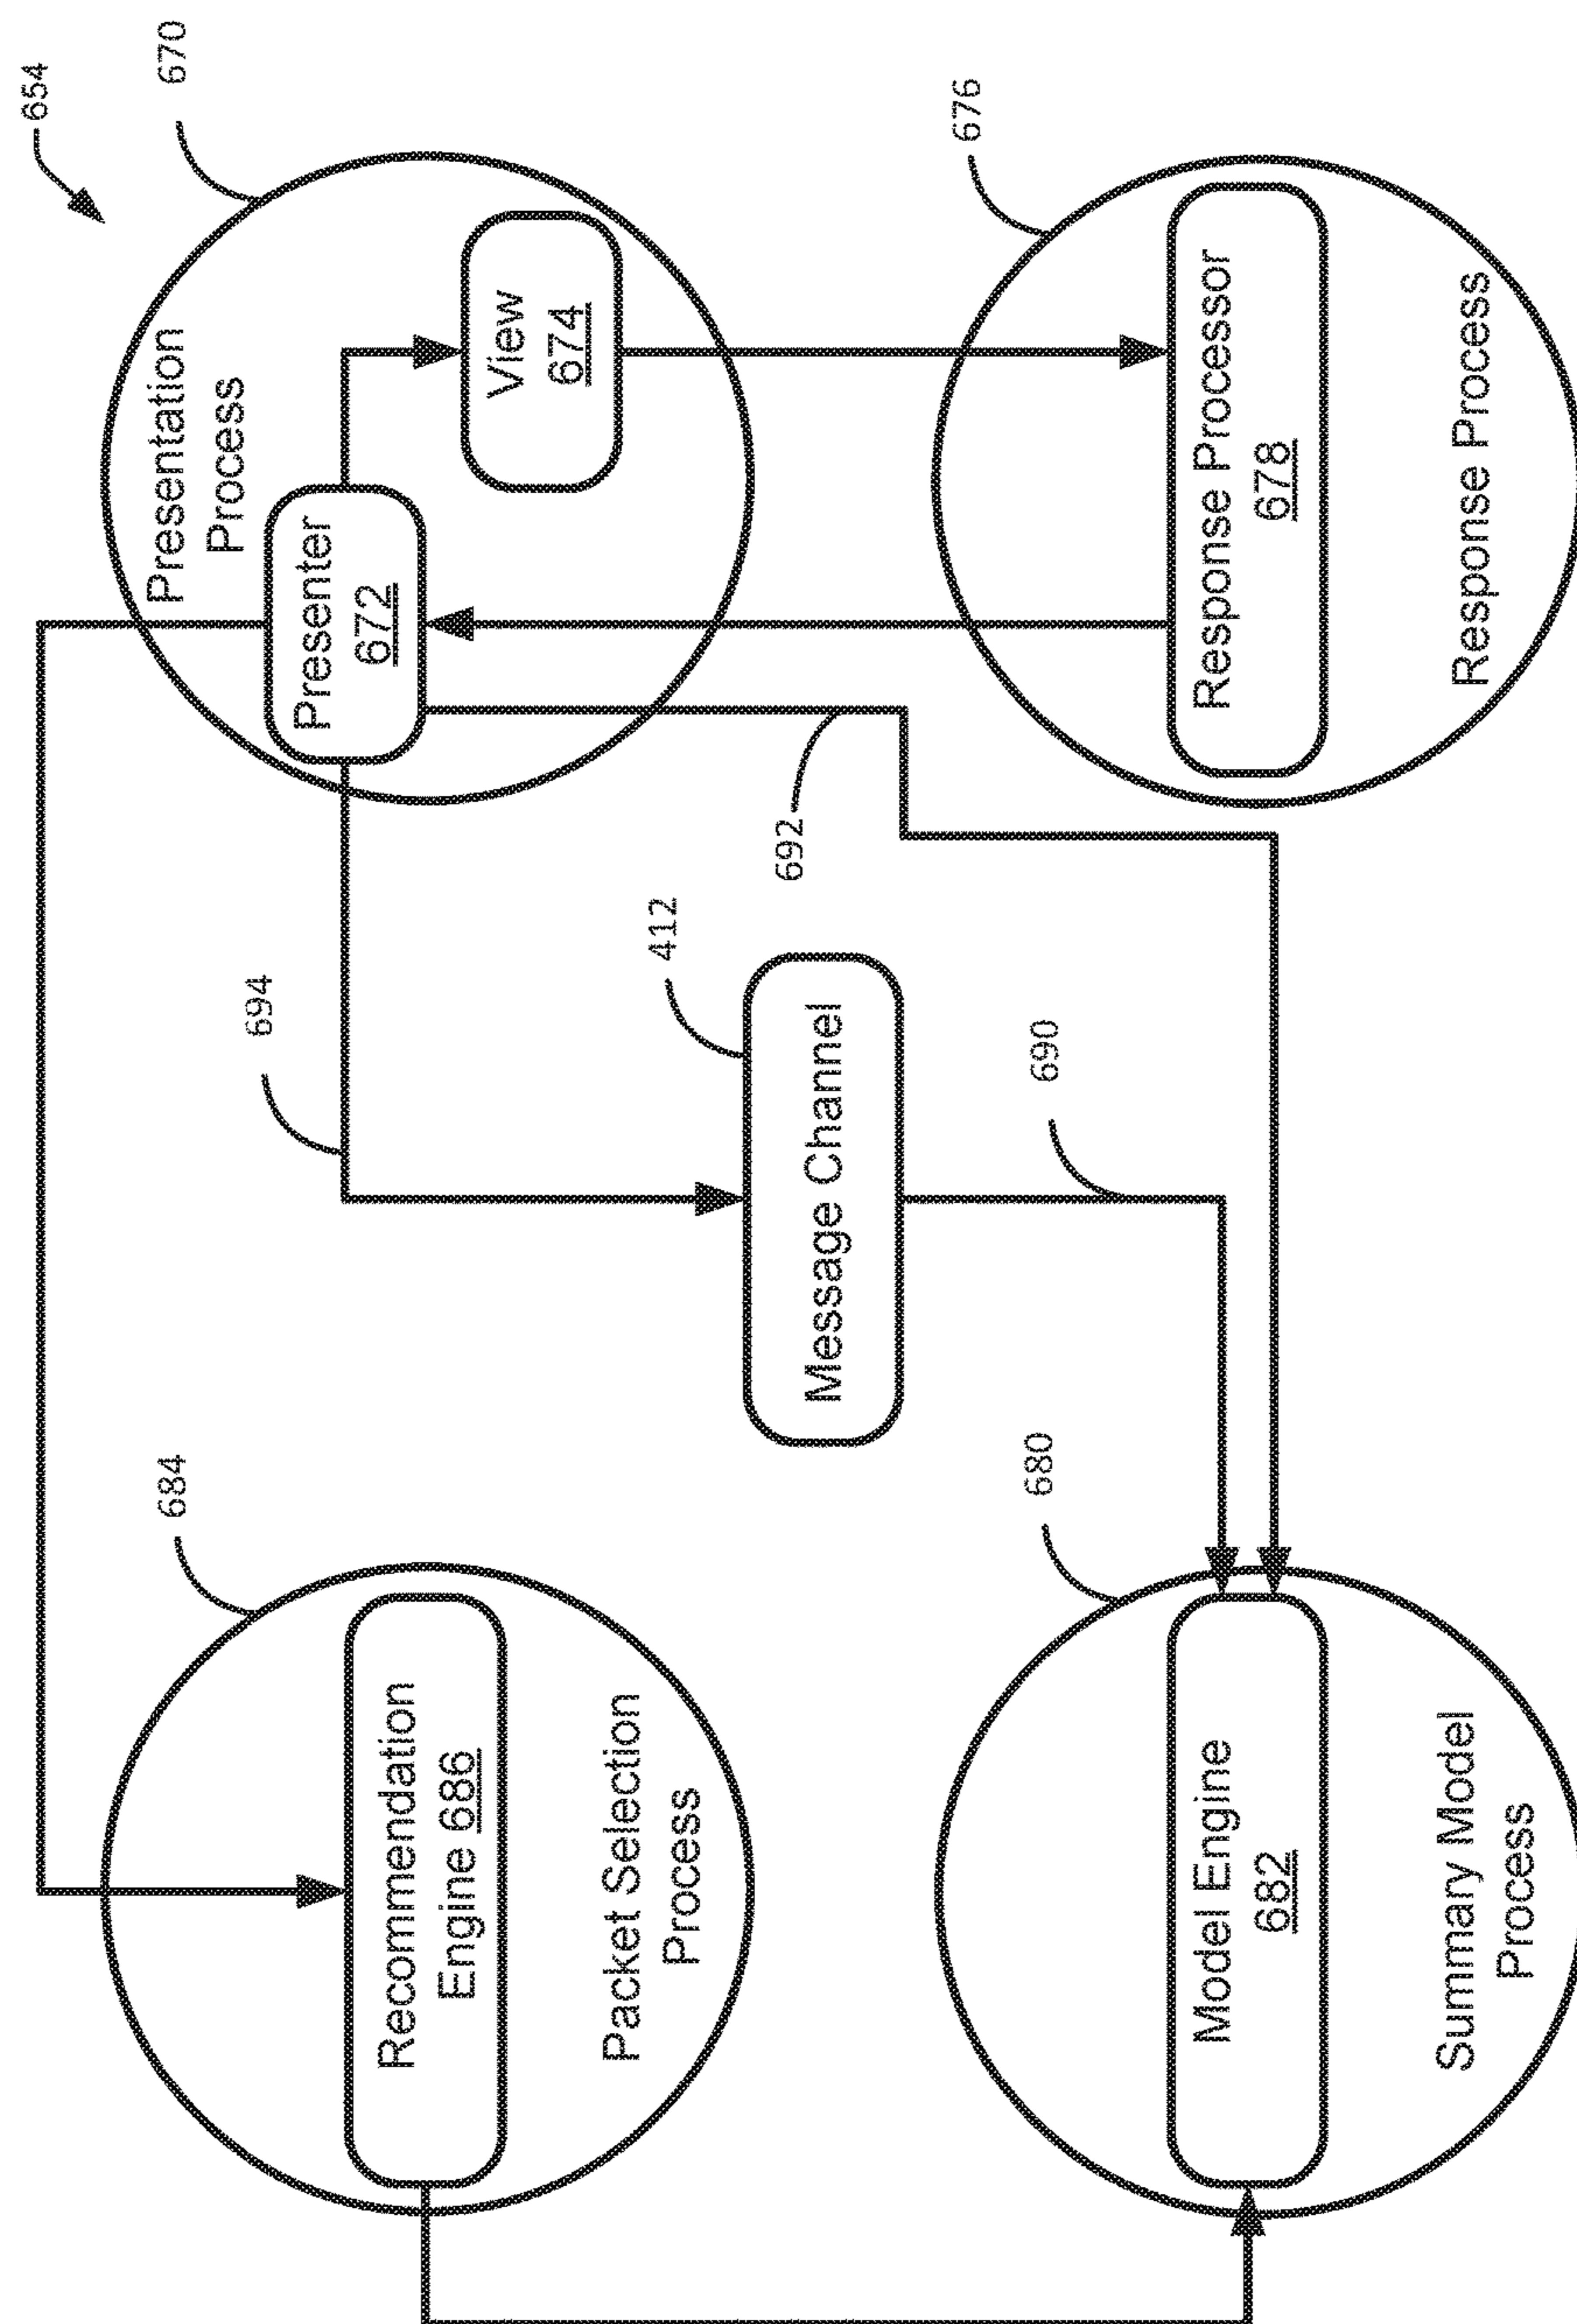 654
684
670
Recommendation
Engine 686
Packet Selection
Process
694
Presentation
Process
Presenter
672
View
674
412
Message Channel
692
680
690
676
Model Engine
682
Summary Model
Process
Response Processor
678
Response Process